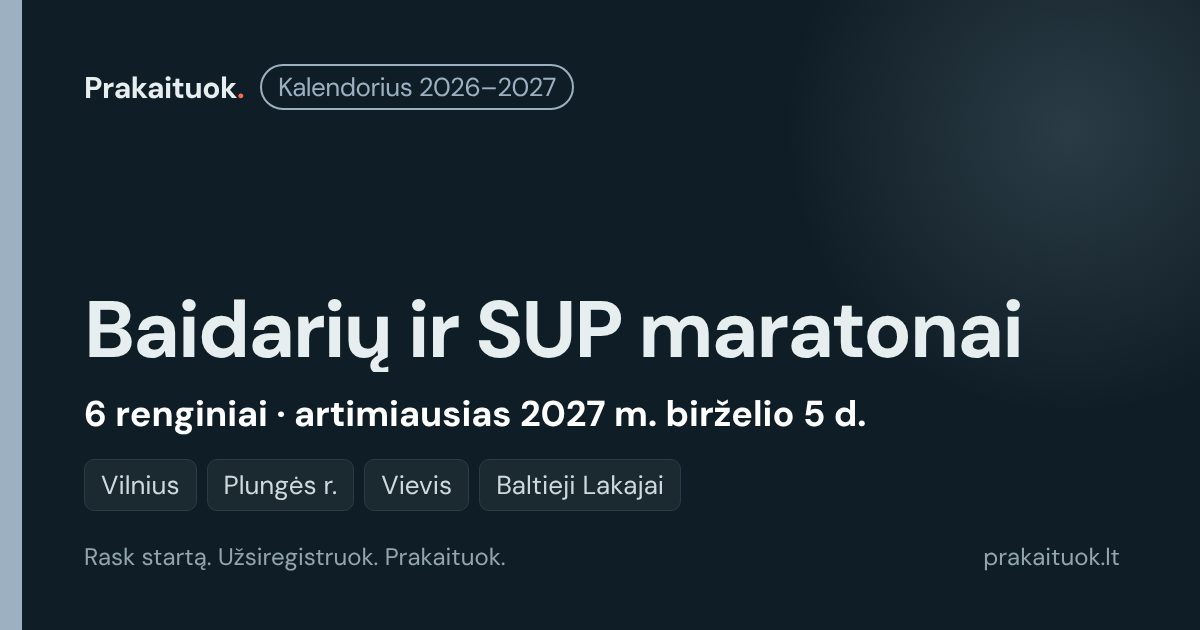 Prakaituok. Kalendorius 2026–2027
Baidarių ir SUP maratonai
6 renginiai · artimiausias 2027 m. birželio 5 d.
Vilnius Plungės r. Vievis Baltieji Lakajai
Rask startą. Užsiregistruok. Prakaituok. prakaituok.lt